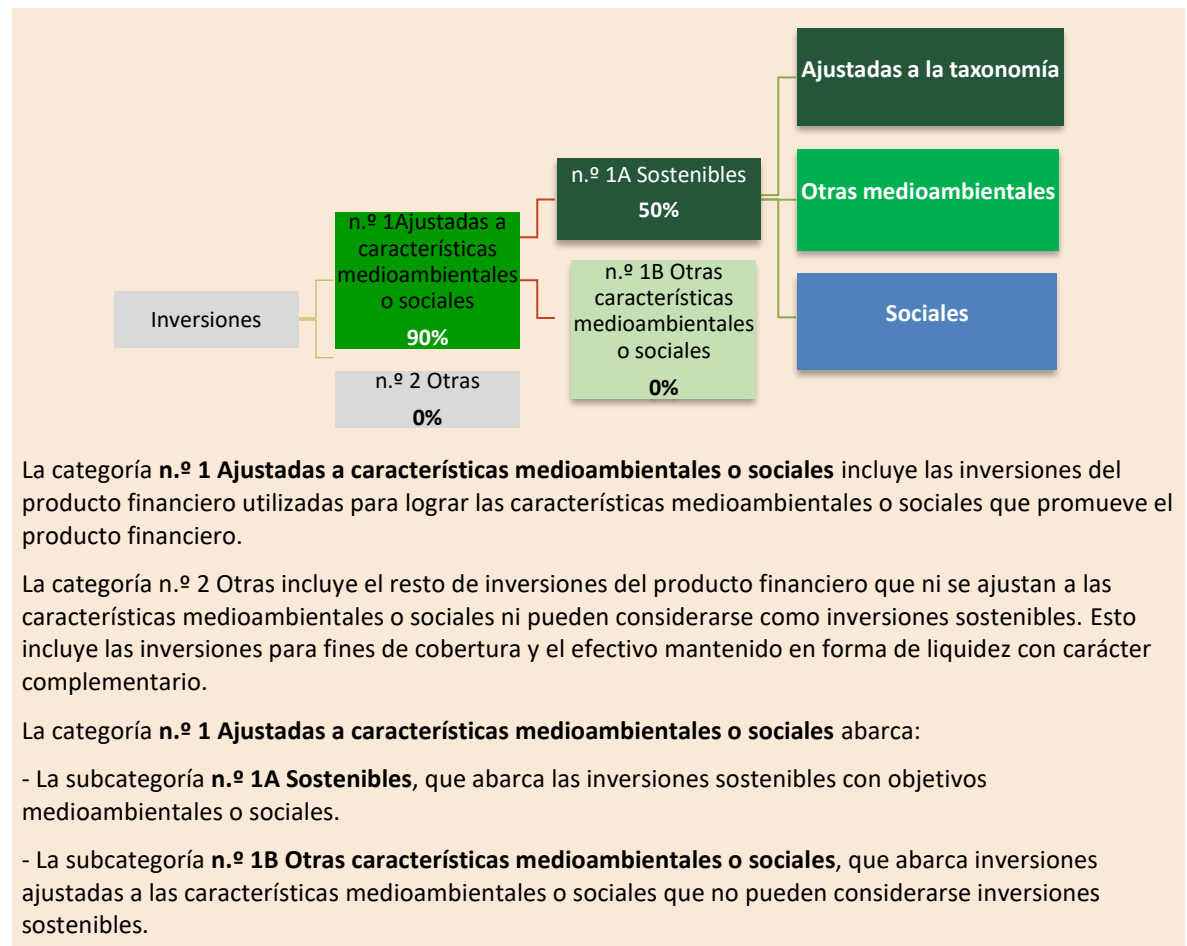 Inversiones
n.º 1Ajustadas a
características
medioambientales
o sociales
90%
n.º 2 Otras
0%
n.º 1A Sostenibles
50%
n.º 1B Otras
características
medioambientales
o sociales
0%
Ajustadas a la taxonomía
Otras medioambientales
Sociales
La categoría n.º 1 Ajustadas a características medioambientales o sociales incluye las inversiones del
producto financiero utilizadas para lograr las características medioambientales o sociales que promueve el
producto financiero.
La categoría n.º 2 Otras incluye el resto de inversiones del producto financiero que ni se ajustan a las
características medioambientales o sociales ni pueden considerarse como inversiones sostenibles. Esto
incluye las inversiones para fines de cobertura y el efectivo mantenido en forma de liquidez con carácter
complementario.
La categoría n.º 1 Ajustadas a características medioambientales o sociales abarca:
- La subcategoría n.º 1A Sostenibles, que abarca las inversiones sostenibles con objetivos
medioambientales o sociales.
- La subcategoría n.º 1B Otras características medioambientales o sociales, que abarca inversiones
ajustadas a las características medioambientales o sociales que no pueden considerarse inversiones
sostenibles.